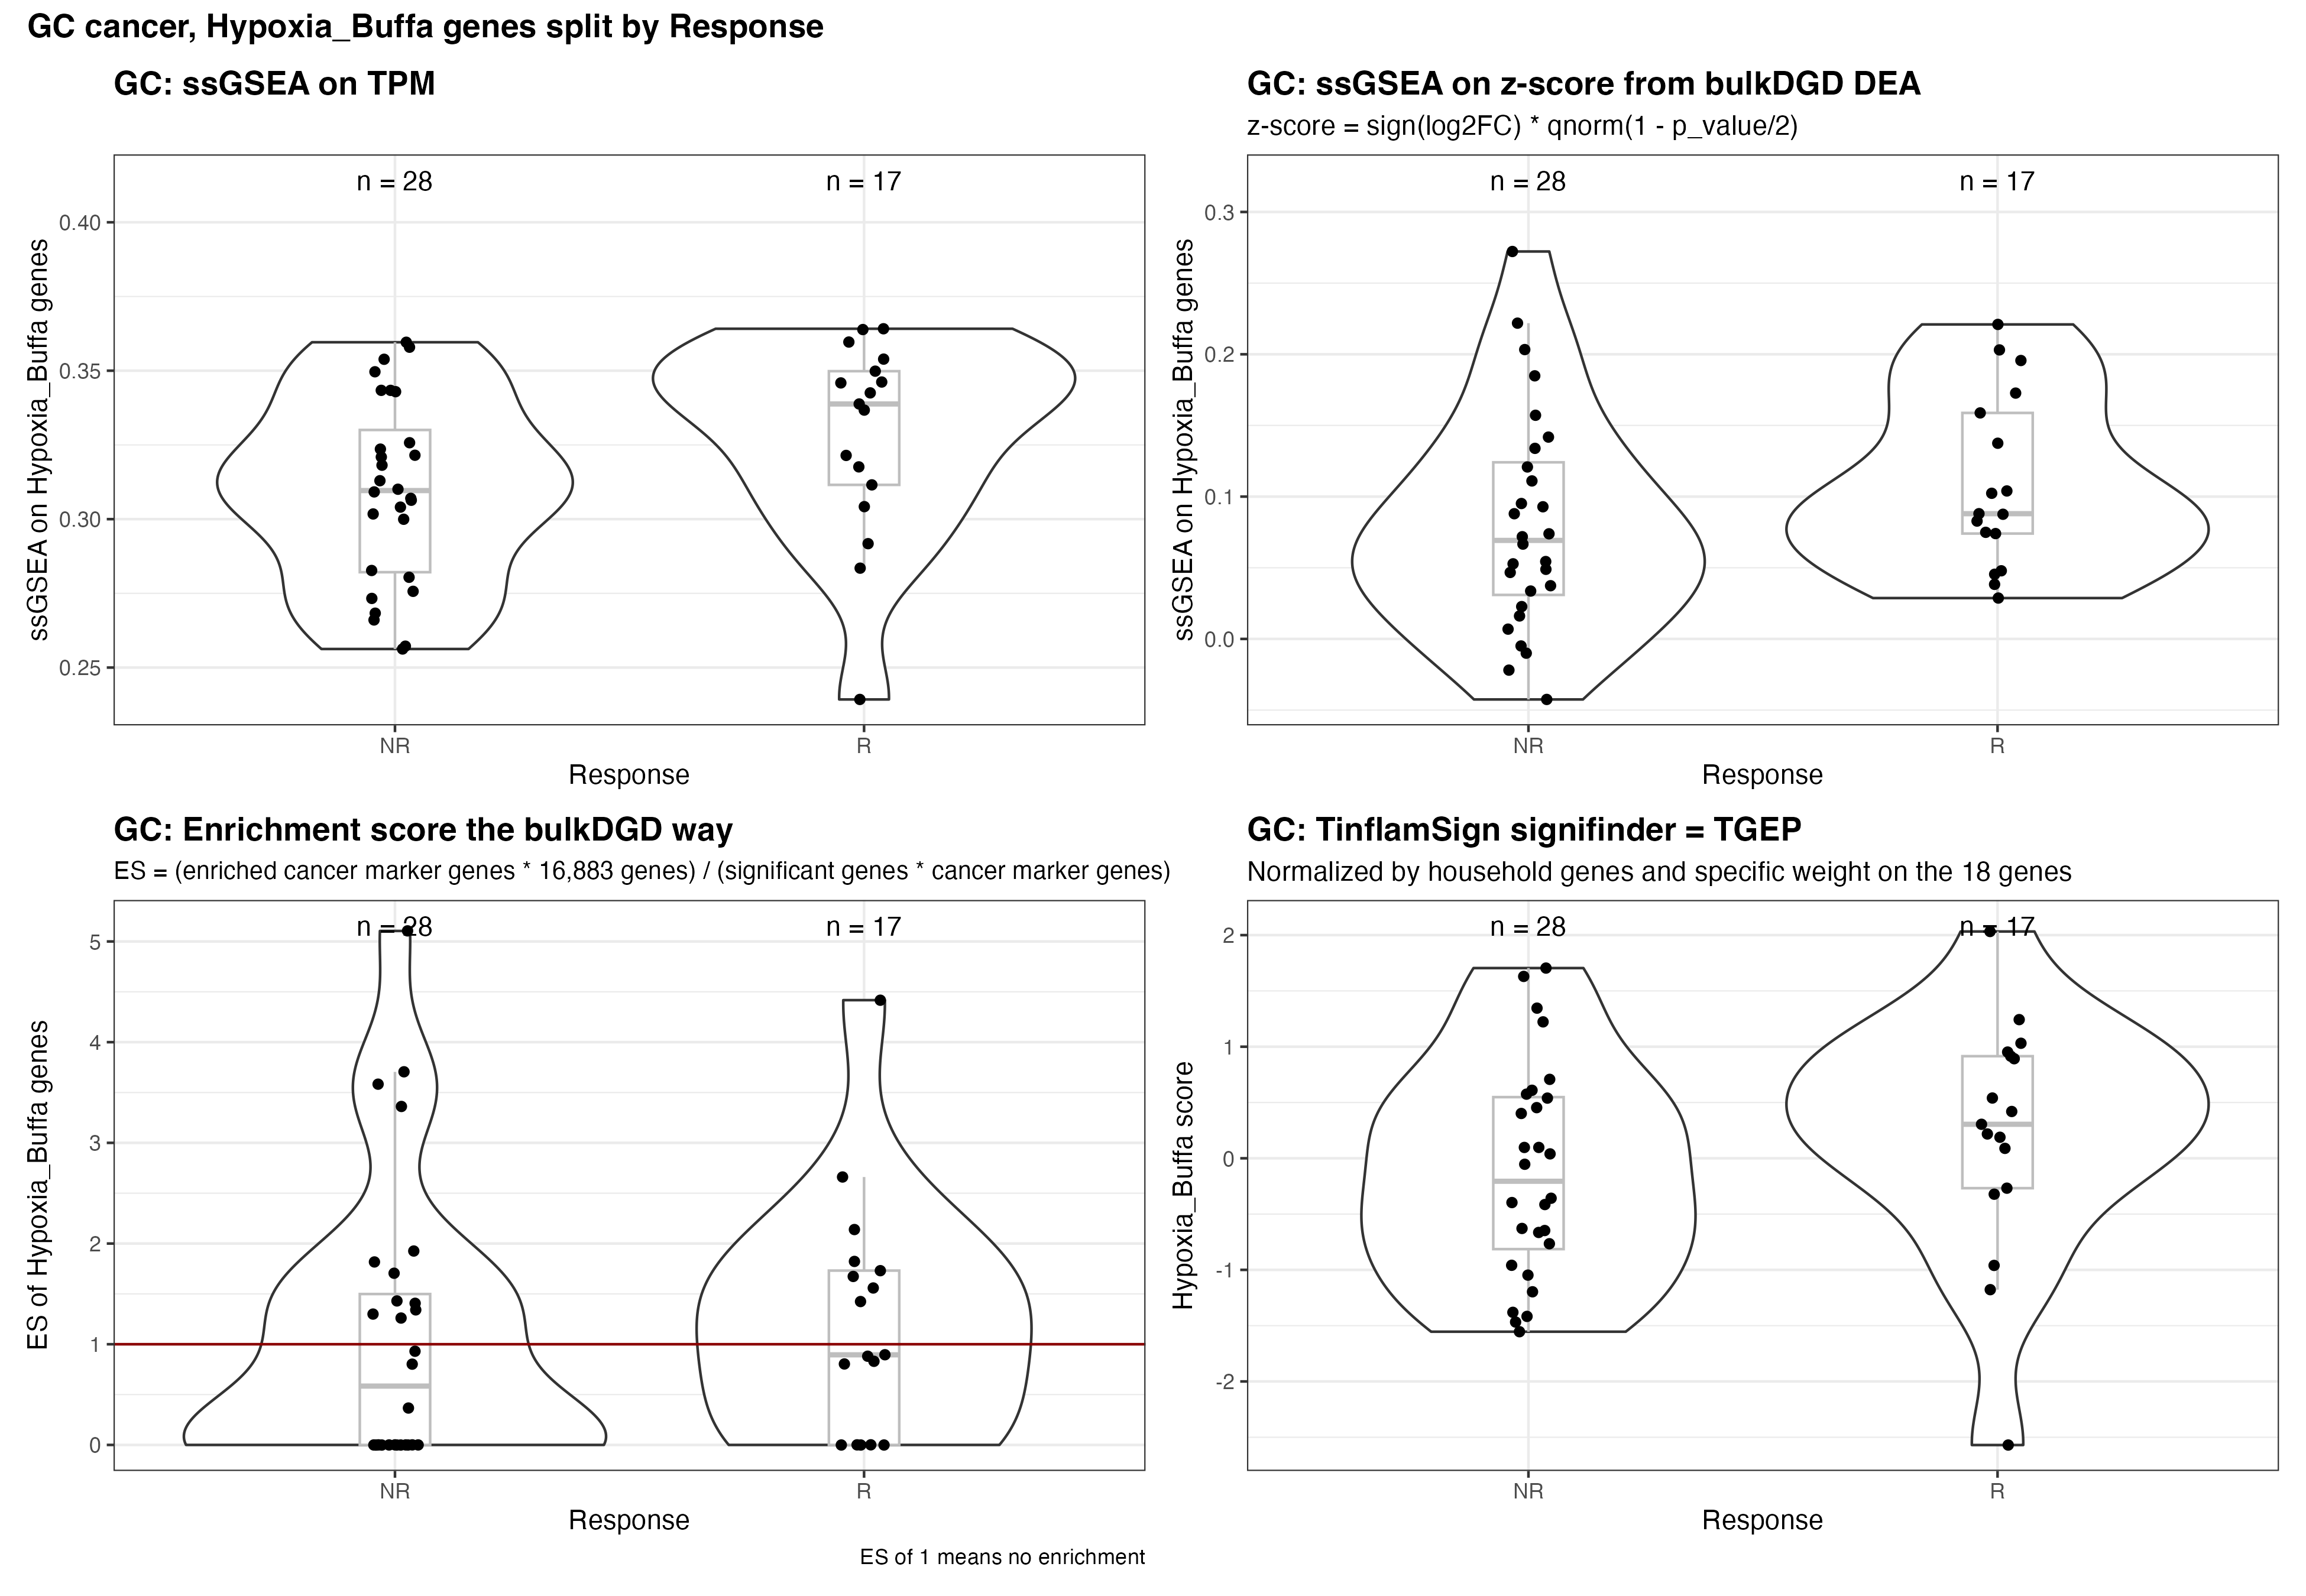 GC cancer, Hypoxia_Buffa genes split by Response
GC: ssGSEA on TPM
n = 28
n = 17
ssGSEA on Hypoxia_Buffa genes
0.40
0.35
0.30
0.25
NR
R
Response
GC: ssGSEA on z-score from bulkDGD DEA
z-score = sign(log2FC) * qnorm(1 - p_value/2)
n = 28
n = 17
ssGSEA on Hypoxia_Buffa genes
0.3
0.2
0.1
0.0
NR
R
Response
GC: Enrichment score the bulkDGD way
ES = (enriched cancer marker genes * 16,883 genes) / (significant genes * cancer marker genes)
n = 28
n = 17
ES of Hypoxia_Buffa genes
5
4
3
2
1
0
NR
R
Response
ES of 1 means no enrichment
GC: TinflamSign signifinder = TGEP
Normalized by household genes and specific weight on the 18 genes
n = 28
n = 17
Hypoxia_Buffa score
2
1
0
-1
-2
NR
R
Response